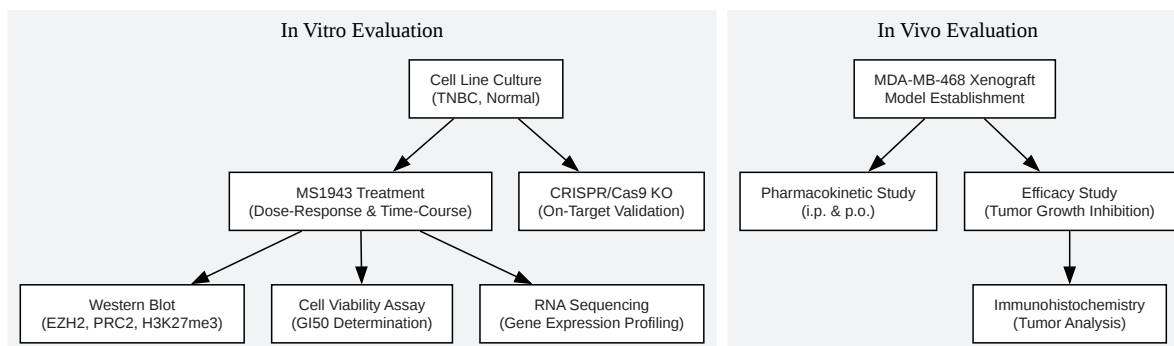 In Vitro Evaluation
Cell Line Culture
(TNBC, Normal)
MS1943 Treatment
(Dose-Response & Time-Course)
CRISPR/Cas9 KO
(On-Target Validation)
Western Blot
(EZH2, PRC2, H3K27me3)
Cell Viability Assay
(GI50 Determination)
RNA Sequencing
(Gene Expression Profiling)
In Vivo Evaluation
MDA-MB-468 Xenograft
Model Establishment
Pharmacokinetic Study
(i.p. & p.o.)
Efficacy Study
(Tumor Growth Inhibition)
Immunohistochemistry
(Tumor Analysis)